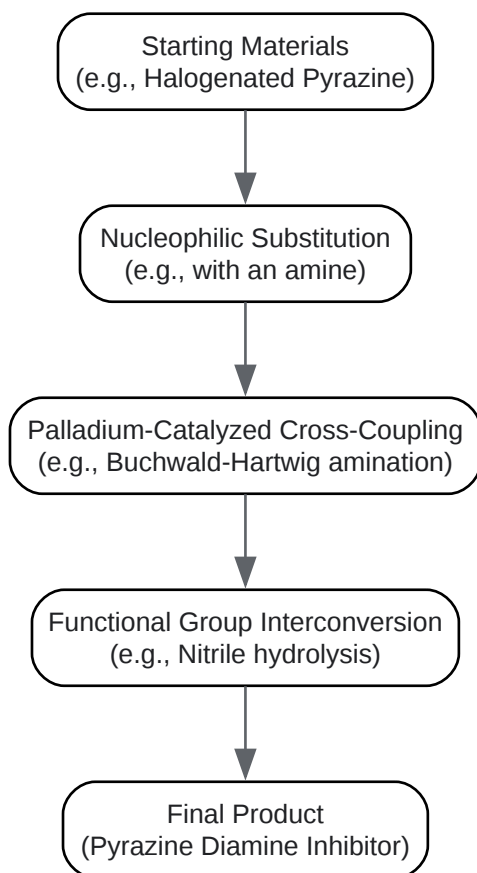 Starting Materials
(e.g., Halogenated Pyrazine)
Nucleophilic Substitution
(e.g., with an amine)
Palladium-Catalyzed Cross-Coupling
(e.g., Buchwald-Hartwig amination)
Functional Group Interconversion
(e.g., Nitrile hydrolysis)
Final Product
(Pyrazine Diamine Inhibitor)